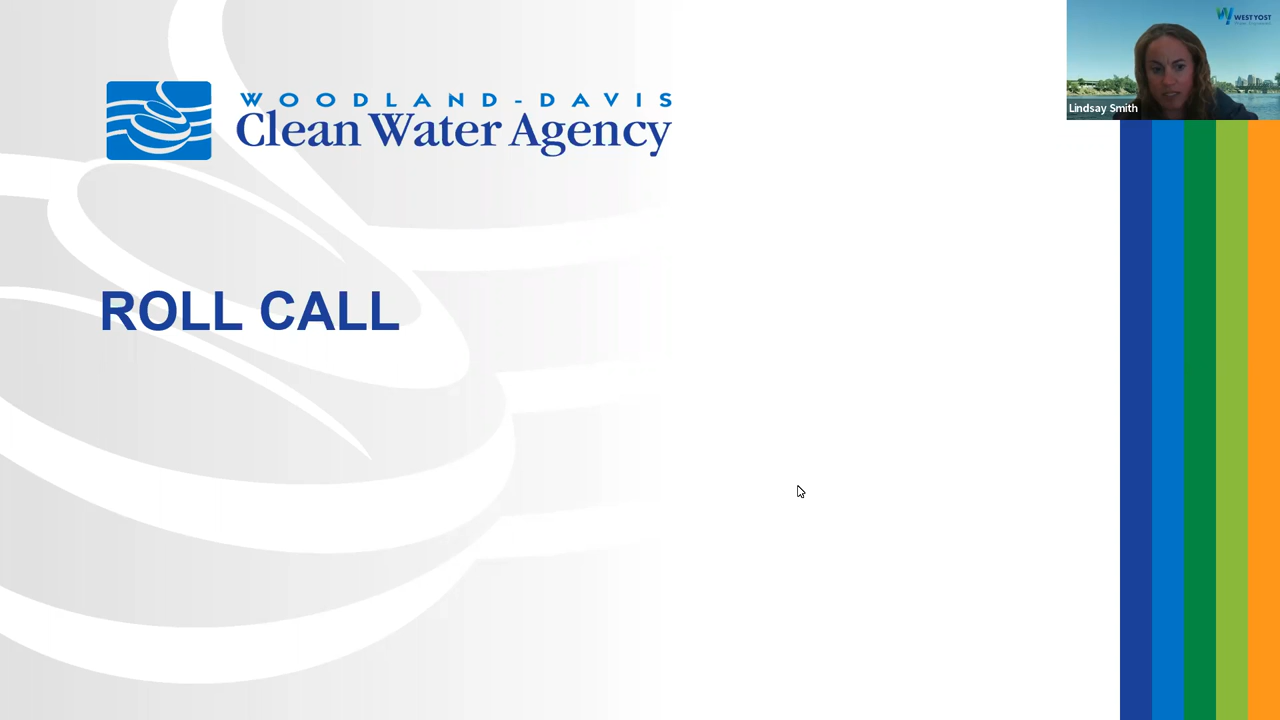 WOODLAND-DAVIS
Clean Water Agency
ROLL CALL
WEST YOST
Lindsay Smith